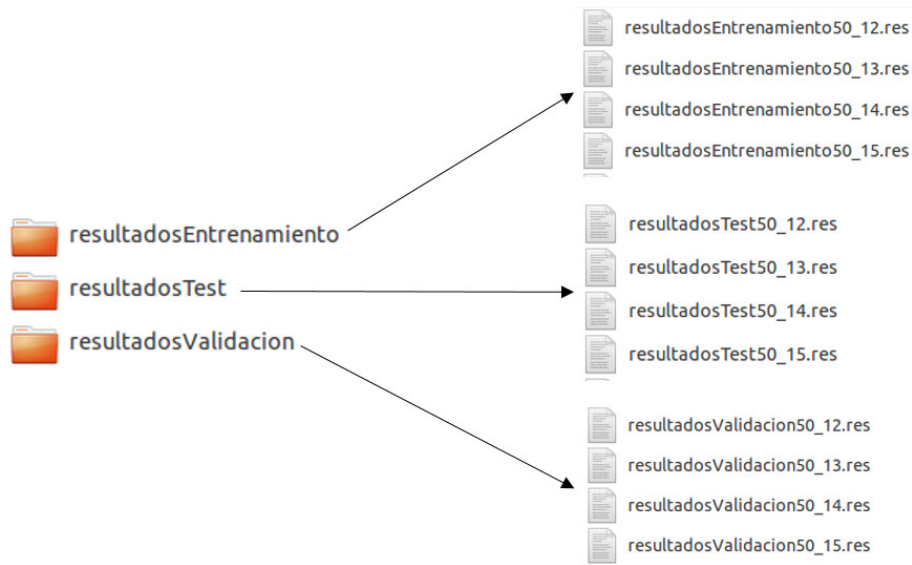 resultadosEntrenamiento
resultadosTest
resultadosValidacion
resultadosEntrenamiento50_12.res
resultadosEntrenamiento50_13.res
resultadosEntrenamiento50_14.res
resultadosEntrenamiento50_15.res
resultadosTest50_12.res
resultadosTest50_13.res
resultadosTest50_14.res
resultadosTest50_15.res
resultadosValidacion50_12.res
resultadosValidacion50_13.res
resultadosValidacion50_14.res
resultadosValidacion50_15.res